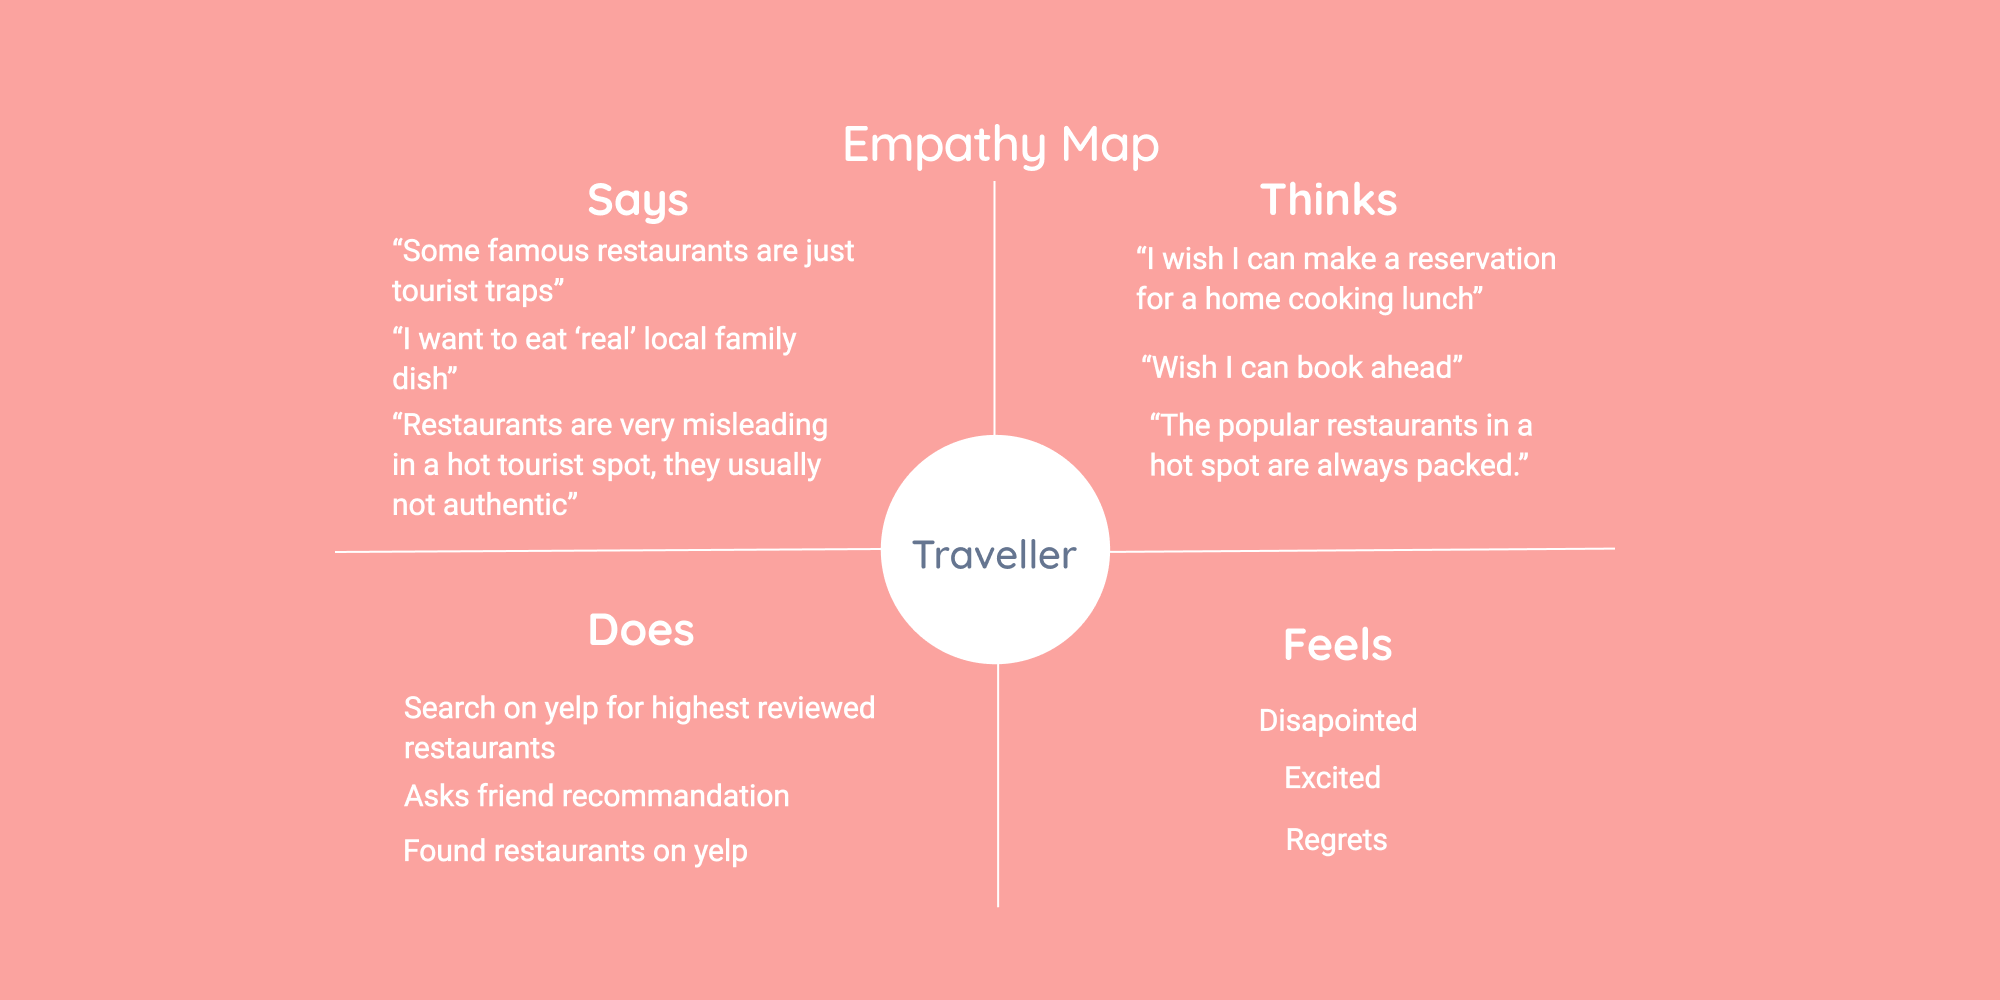 Empathy Map
Says
“Some famous restaurants are just
tourist traps”
“I want to eat ‘real’ local family
dish”
“Restaurants are very misleading
in a hot tourist spot, they usually
not authentic”
Thinks
“I wish I can make a reservation
for a home cooking lunch”
“Wish I can book ahead”
“The popular restaurants in a
hot spot are always packed.”
Traveller
Does
Search on yelp for highest reviewed
restaurants
Asks friend recommandation
Found restaurants on yelp
Feels
Disapointed
Excited
Regrets